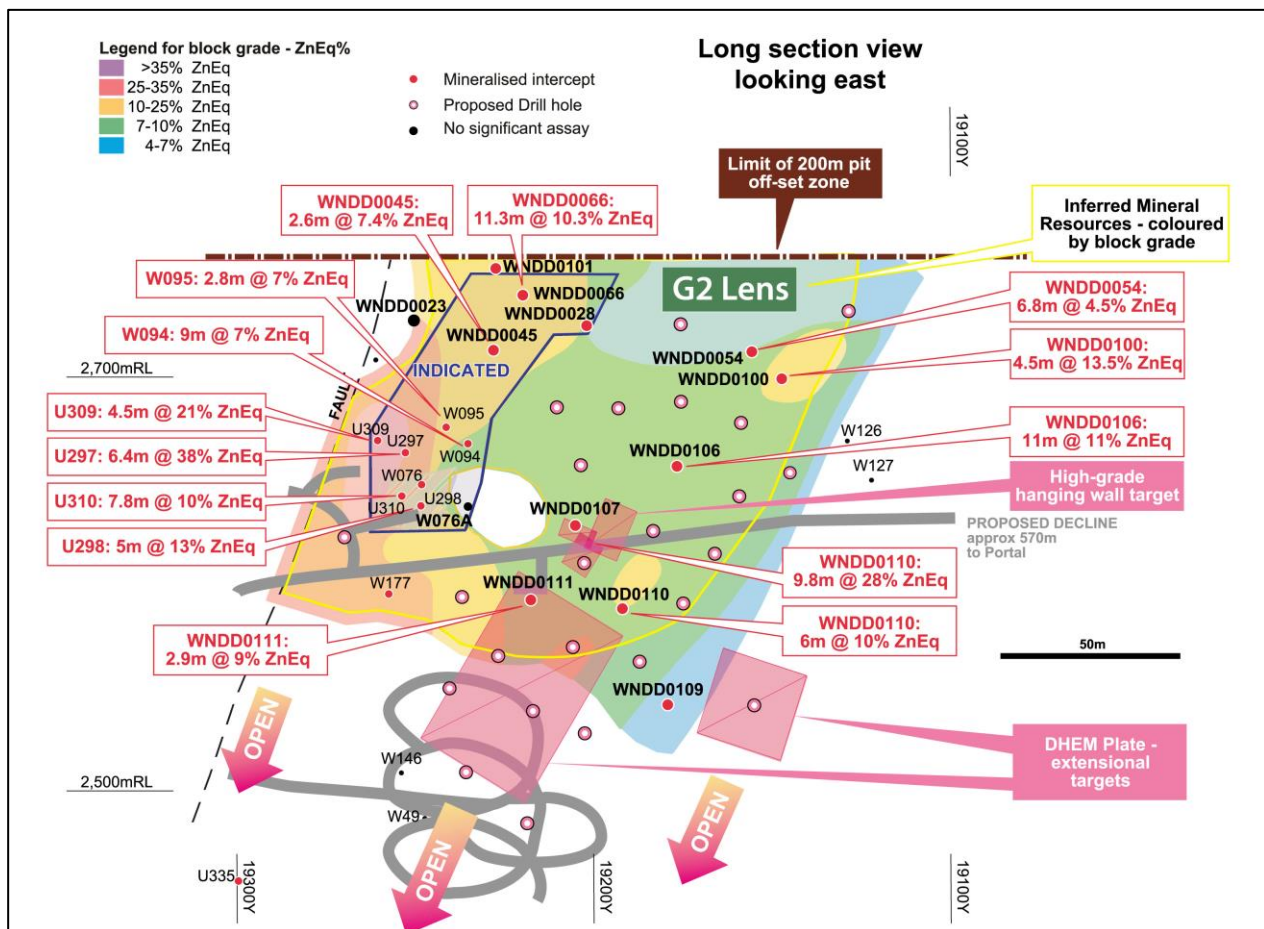 Legend for block grade - ZnEq%
>35% ZnEq
25-35% ZnEq
10-25% ZnEq
7-10% ZnEq
4-7% ZnEq
Mineralised intercept
Proposed Drill hole
No significant assay
Long section view
looking east
19100Y
Limit of 200m pit
off-set zone
Inferred Mineral
Resources - coloured
by block grade
WNDD0045:
2.6m @ 7.4% ZnEq
WNDD0066:
11.3m @ 10.3% ZnEq
W095: 2.8m @ 7% ZnEq
W094: 9m @ 7% ZnEq
U309: 4.5m @ 21% ZnEq
U297: 6.4m @ 38% ZnEq
U310: 7.8m @ 10% ZnEq
U298: 5m @ 13% ZnEq
WNDD0111:
2.9m @ 9% ZnEq
WNDD0054:
6.8m @ 4.5% ZnEq
WNDD0100:
4.5m @ 13.5% ZnEq
WNDD0106:
11m @ 11% ZnEq
High-grade
hanging wall target
PROPOSED DECLINE
approx 570m
to Portal
WNDD0110:
9.8m @ 28% ZnEq
WNDD0110:
6m @ 10% ZnEq
50m
DHEM Plate -
extensional
targets
WNDD0101
WNDD0066
WNDD0028
WNDD0023
WNDD0045
G2 Lens
WNDD0054
WNDD0100
INDICATED
2,700mRL
FAUL
W095
U309
U297
W094
W076
U298
U310
W076A
WNDD0106
W126
W127
WNDD0107
W177
WNDD0111
WNDD0110
WNDD0109
OPEN
W146
2,500mRL
W49
OPEN
OPEN
U335
19300Y
19200Y
19100Y